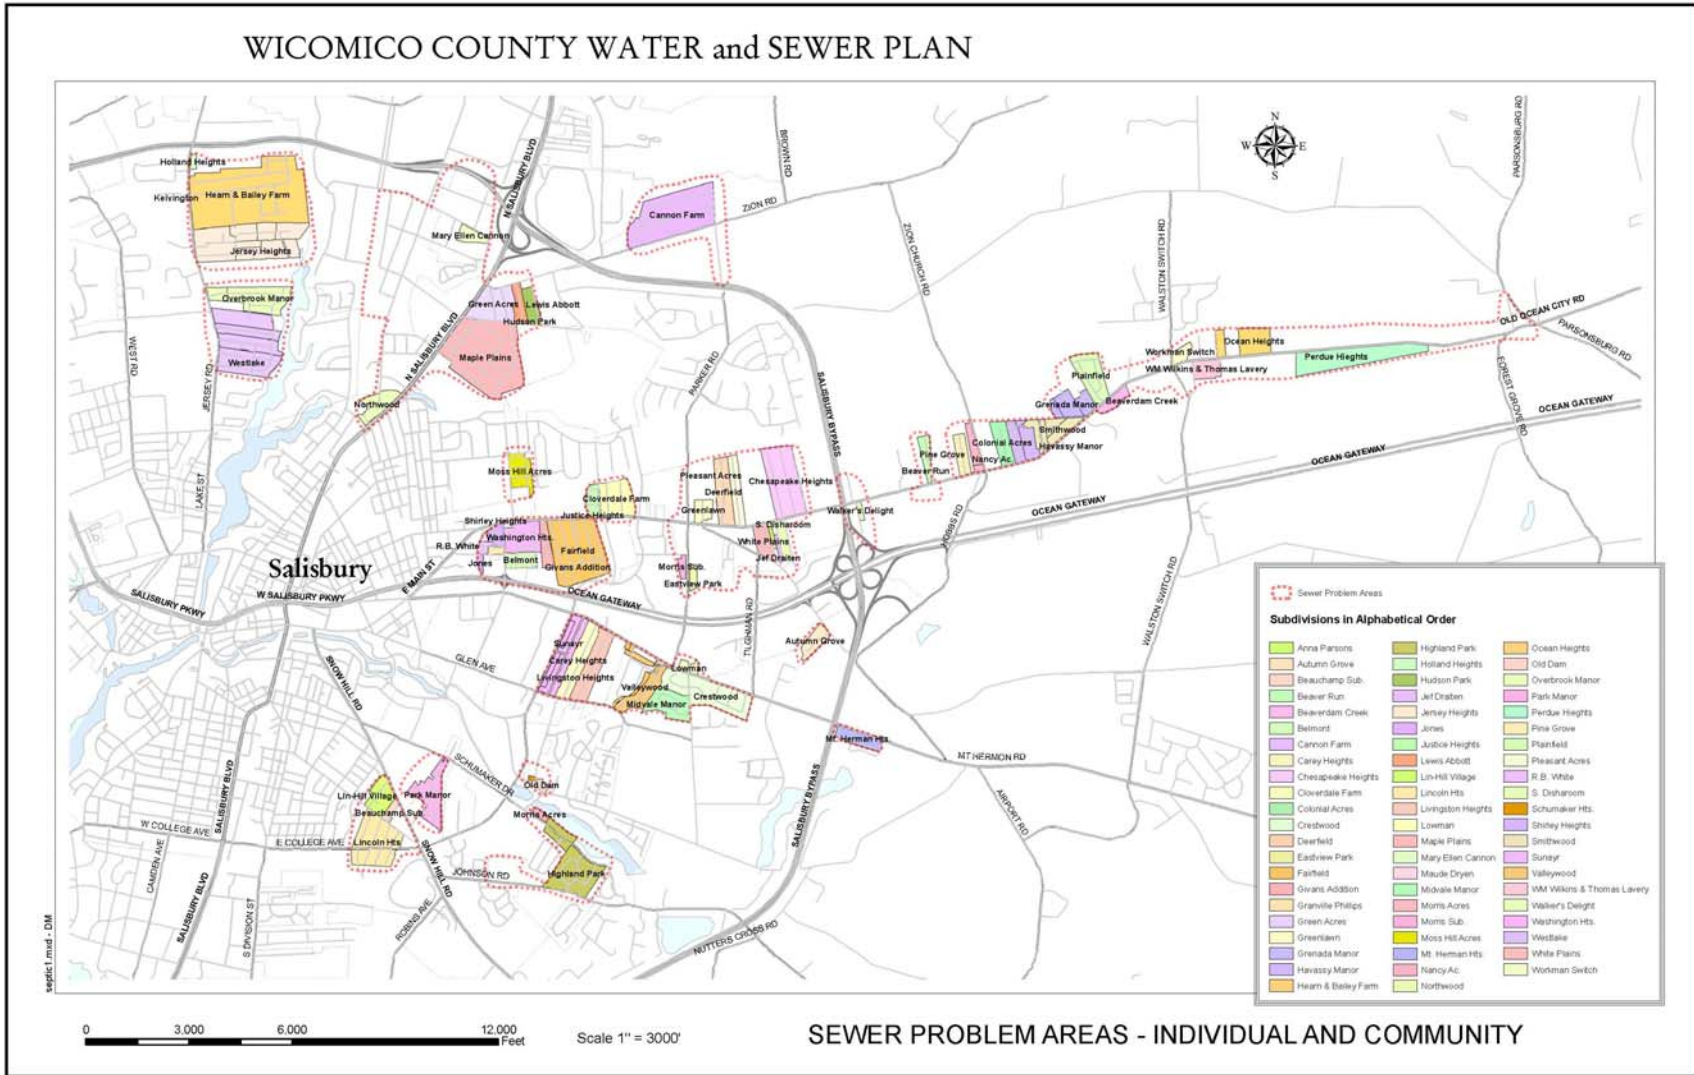 WICOMICO COUNTY WATER and SEWER PLAN
N
W E
S
PARSONSBURG RD
BROWN RD
N SALISBURY BLVD
Holland Heights
Kelvington
Hearn & Bailey Farm
Jersey Heights
Cannon Farm
ZION RD
Mary Ellen Cannon
ZION CHURCH RD
WALSTON SWITCH RD
Overbrook Manor
Westlake
WEST RD
JERSEY RD
Green Acres
Lewis Abbott
Hudson Park
Maple Plains
N SALISBURY BLVD
Northwood
PARKER RD
SALISBURY BYPASS
OLD OCEAN CITY RD
PARSONSBURG RD
Ocean Heights
Workman Switch
Perdue Hieghts
WM Wilkins & Thomas Lavery
Plainfield
Grenada Manor
Beaverdam Creek
FOREST GROVE RD
OCEAN GATEWAY
Smithwood
Colonial Acres
Havassy Manor
Pine Grove
Nancy Ac.
Beaver Run
OCEAN GATEWAY
OCEAN GATEWAY
LAKE ST
Moss Hill Acres
Cloverdale Farm
Justice Heights
Pleasant Acres
Deerfield
Chesapeake Heights
Greenlawn
Walker's Delight
S. Disharoom
White Plains
Jef Draiten
HOBBS RD
Shirley Heights
Washington Hts.
R.B. White
Jones
Belmont
Fairfield
Givans Addition
Morris Sub.
Eastview Park
Salisbury
E MAIN ST
SALISBURY PKWY
W SALISBURY PKWY
OCEAN GATEWAY
TILGHMAN RD
WALSTON SWITCH RD
Autumn Grove
Sunayr
Carey Heights
Livingston Heights
GLEN AVE
SNOW HILL RD
Lowman
Valleywood
Crestwood
Midvale Manor
Mt. Herman Hts.
MT HERMON RD
AIRPORT RD
SALISBURY BYPASS
SCHUMAKER DR
Old Dam
Morris Acres
Lin-Hill Village
Park Manor
Beauchamp Sub.
Lincoln Hts
W COLLEGE AVE
E COLLEGE AVE
SALISBURY BLVD
CAMDEN AVE
SNOW HILL RD
JOHNSON RD
Highland Park
ROBINS AVE
S DIVISION ST
SALISBURY BLVD
NUTTERS CROSS RD
septic1.mxd - DM
Sewer Problem Areas
Subdivisions in Alphabetical Order
Anna Parsons
Autumn Grove
Beauchamp Sub.
Beaver Run
Beaverdam Creek
Belmont
Cannon Farm
Carey Heights
Chesapeake Heights
Cloverdale Farm
Colonial Acres
Crestwood
Deerfield
Eastview Park
Fairfield
Givans Addition
Granville Phillips
Green Acres
Greenlawn
Grenada Manor
Havassy Manor
Hearn & Bailey Farm
Highland Park
Holland Heights
Hudson Park
Jef Draiten
Jersey Heights
Jones
Justice Heights
Lewis Abbott
Lin-Hill Village
Lincoln Hts
Livingston Heights
Lowman
Maple Plains
Mary Ellen Cannon
Maude Dryen
Midvale Manor
Morris Acres
Morris Sub.
Moss Hill Acres
Mt. Herman Hts.
Nancy Ac.
Northwood
Ocean Heights
Old Dam
Overbrook Manor
Park Manor
Perdue Hieghts
Pine Grove
Plainfield
Pleasant Acres
R.B. White
S. Disharoom
Schumaker Hts.
Shirley Heights
Smithwood
Sunayr
Valleywood
WM Wilkins & Thomas Lavery
Walker's Delight
Washington Hts.
Westlake
White Plains
Workman Switch
0 3,000 6,000 12,000
Feet
Scale 1" = 3000'
SEWER PROBLEM AREAS - INDIVIDUAL AND COMMUNITY